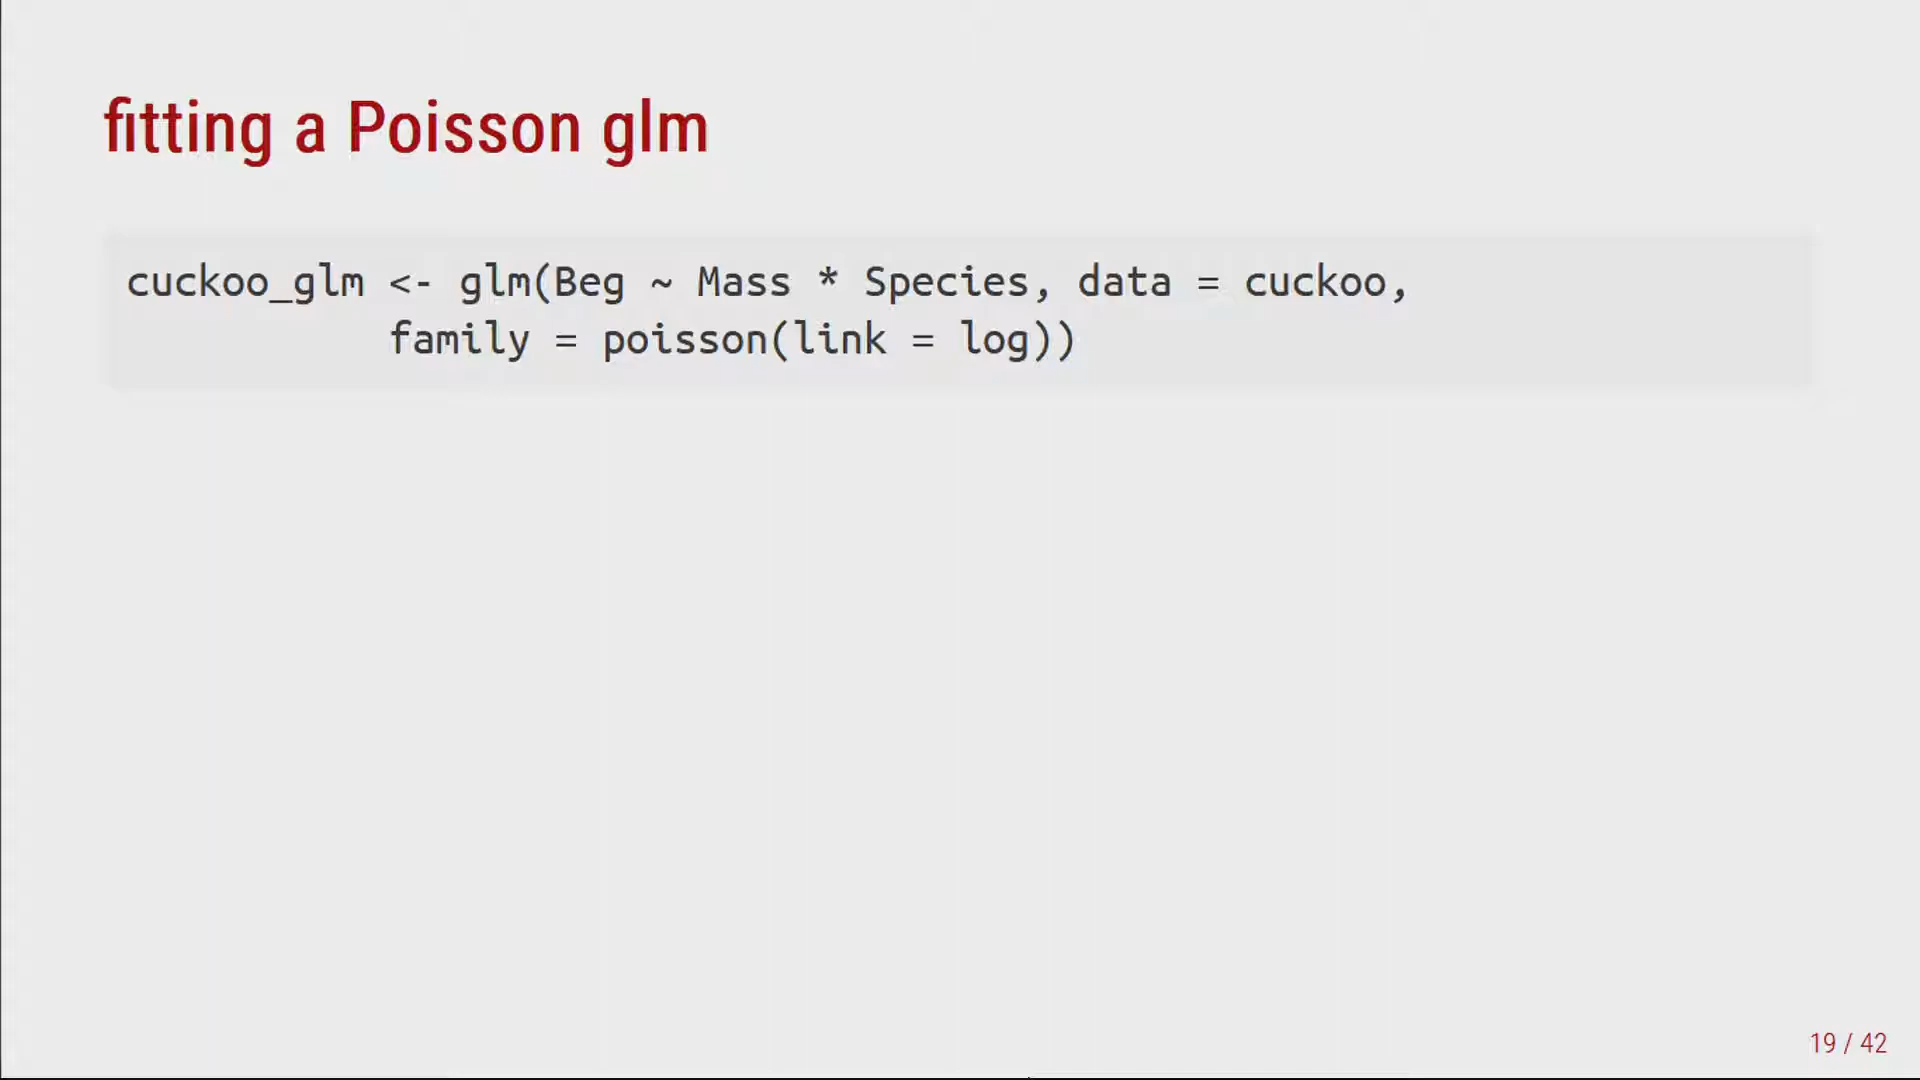 fitting a Poisson glm
cuckoo_glm <- glm(Beg ~ Mass * Species, data = cuckoo,
family = poisson(link = log))
19 / 42